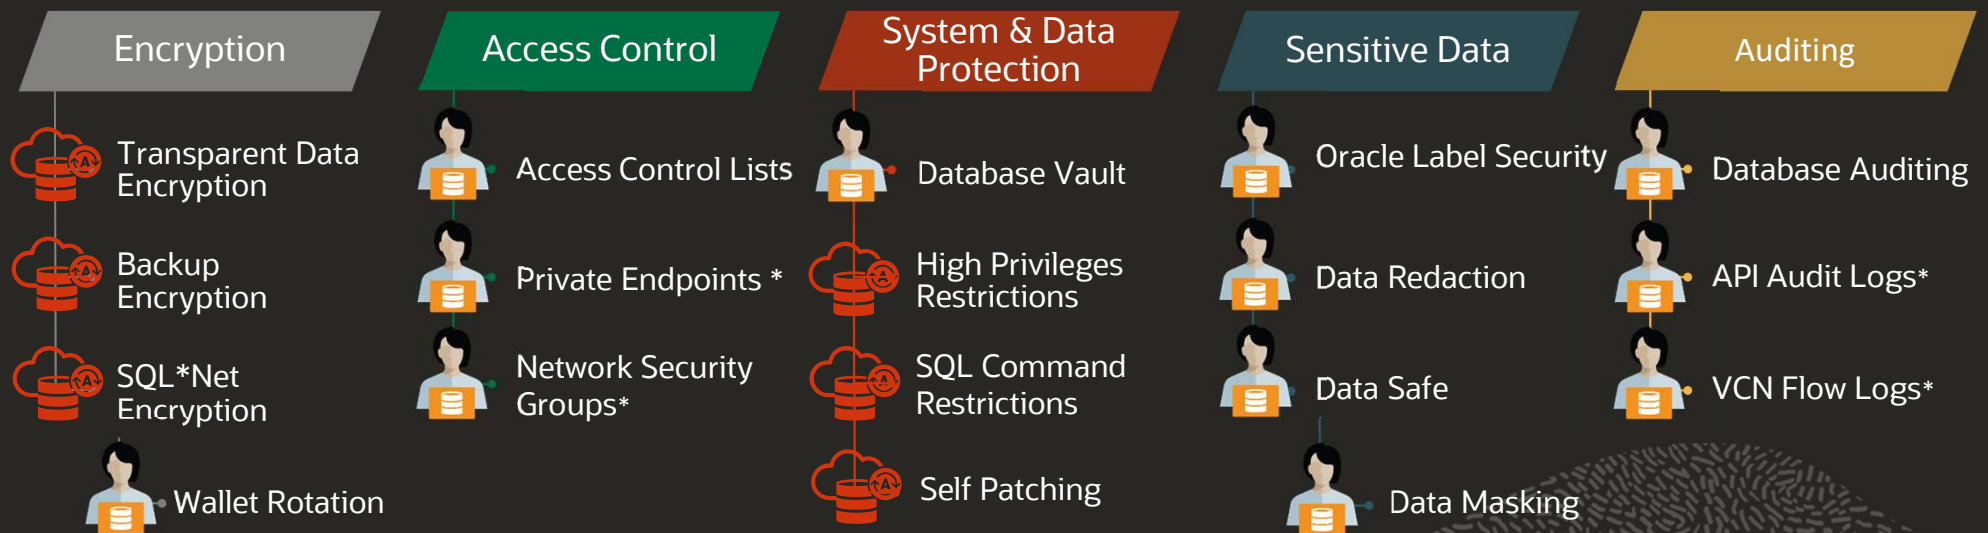 Encryption
Transparent Data
Encryption
Backup
Encryption
SQL*Net
Encryption
Wallet Rotation
Access Control
Access Control Lists
Private Endpoints *
Network Security
Groups*
System & Data
Protection
Database Vault
High Privileges
Restrictions
SQL Command
Restrictions
Self Patching
Sensitive Data
Oracle Label Security
Data Redaction
Data Safe
Data Masking
Auditing
Database Auditing
API Audit Logs*
VCN Flow Logs*